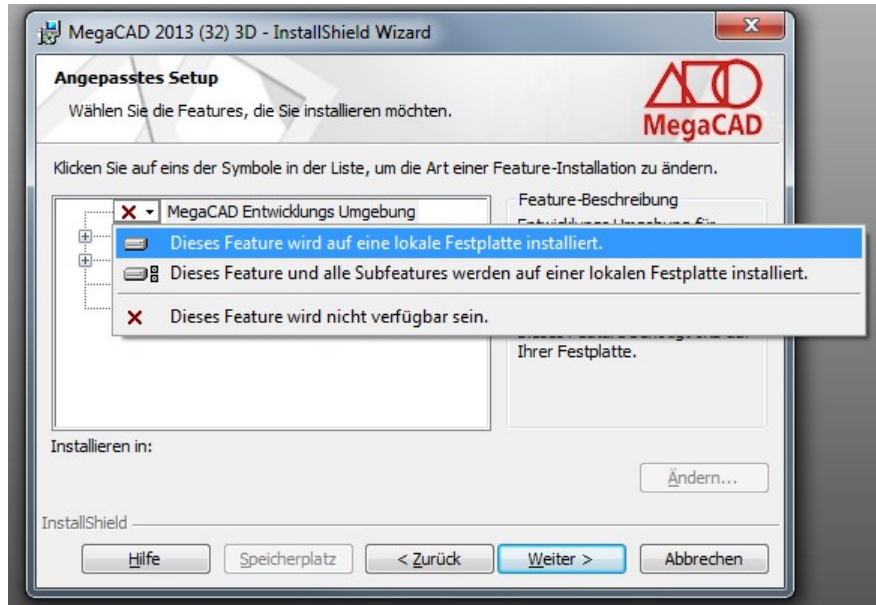 MegaCAD 2013 (32) 3D - InstallShield Wizard
Angepasstes Setup
Wählen Sie die Features, die Sie installieren möchten.
MegaCAD
Klicken Sie auf eins der Symbole in der Liste, um die Art einer Feature-Installation zu ändern.
MegaCAD Entwicklungs Umgebung
Feature-Beschreibung
Dieses Feature wird auf eine lokale Festplatte installiert.
Dieses Feature und alle Subfeatures werden auf einer lokalen Festplatte installiert.
Dieses Feature wird nicht verfügbar sein.
Ihrer Festplatte.
Installieren in:
Ändern...
InstallShield
Hilfe
Speicherplatz
< Zurück
Weiter >
Abbrechen